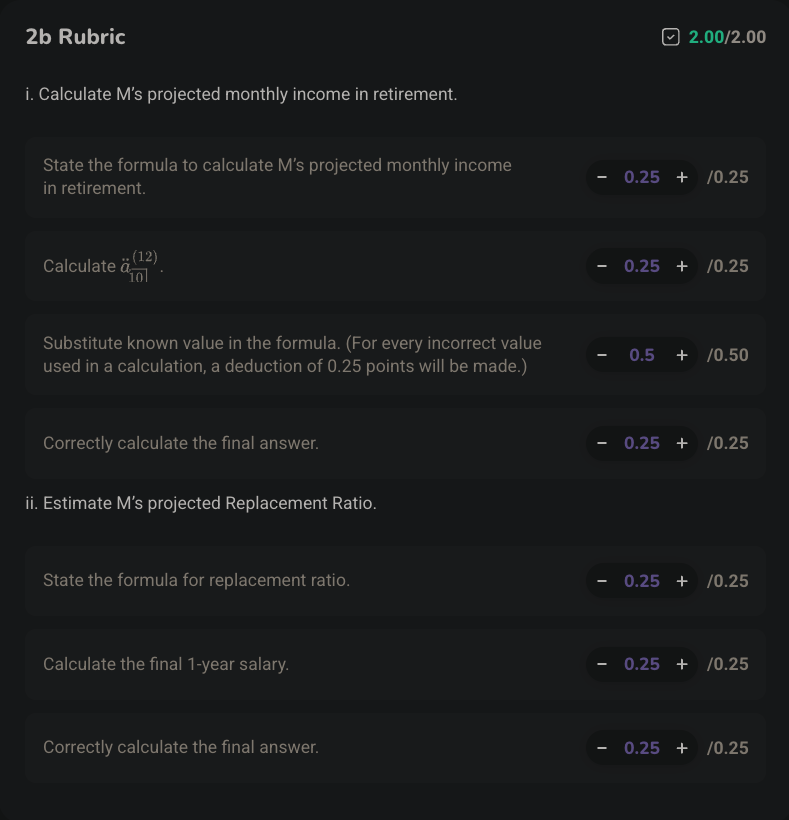 2b Rubric
2.00/2.00
i. Calculate M’s projected monthly income in retirement.
State the formula to calculate M’s projected monthly income
in retirement.
− 0.25 + /0.25
Calculate ä_{10|}^{(12)}.
− 0.25 + /0.25
Substitute known value in the formula. (For every incorrect value
used in a calculation, a deduction of 0.25 points will be made.)
− 0.5 + /0.50
Correctly calculate the final answer.
− 0.25 + /0.25
ii. Estimate M’s projected Replacement Ratio.
State the formula for replacement ratio.
− 0.25 + /0.25
Calculate the final 1-year salary.
− 0.25 + /0.25
Correctly calculate the final answer.
− 0.25 + /0.25